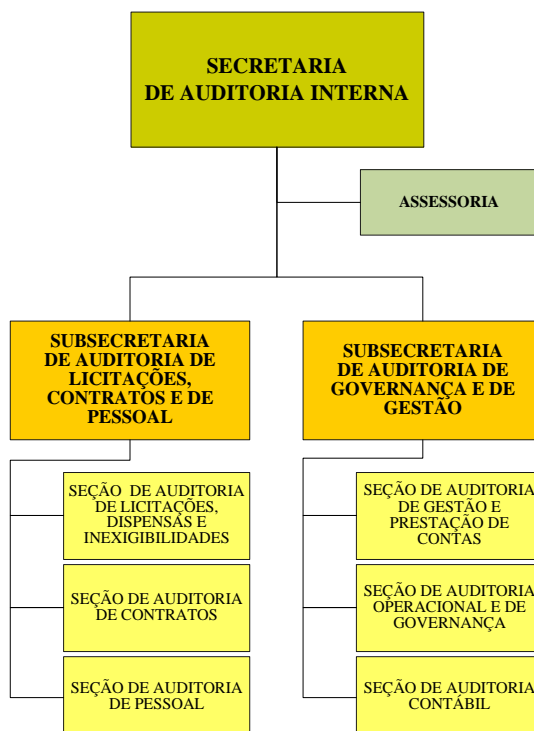 SECRETARIA
DE AUDITORIA INTERNA
ASSESSORIA
SUBSECRETARIA
DE AUDITORIA DE
LICITAÇÕES,
CONTRATOS E DE
PESSOAL
SUBSECRETARIA
DE AUDITORIA DE
GOVERNANÇA E DE
GESTÃO
SEÇÃO DE AUDITORIA
DE LICITAÇÕES,
DISPENSAS E
INEXIGIBILIDADES
SEÇÃO DE AUDITORIA
DE GESTÃO E
PRESTAÇÃO DE
CONTAS
SEÇÃO DE AUDITORIA
DE CONTRATOS
SEÇÃO DE AUDITORIA
OPERACIONAL E DE
GOVERNANÇA
SEÇÃO DE AUDITORIA
DE PESSOAL
SEÇÃO DE AUDITORIA
CONTÁBIL